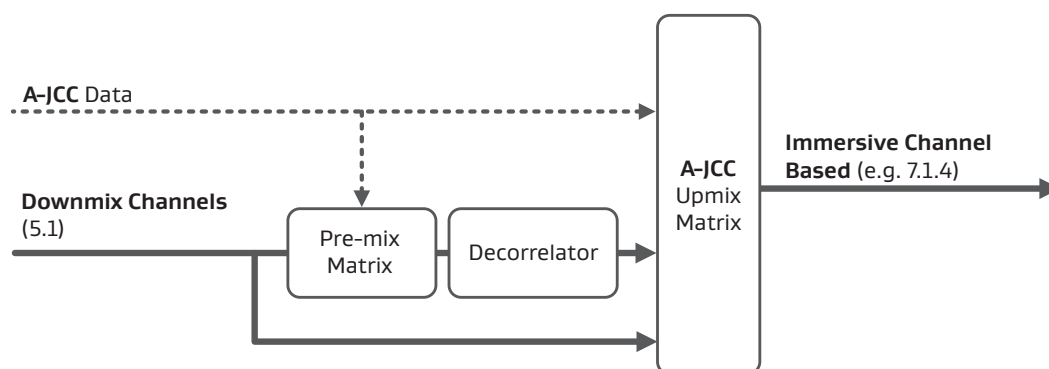 A-JCC Data
Downmix Channels
(5.1)
Pre-mix
Matrix
Decorrelator
A-JCC
Upmix
Matrix
Immersive Channel
Based (e.g. 7.1.4)